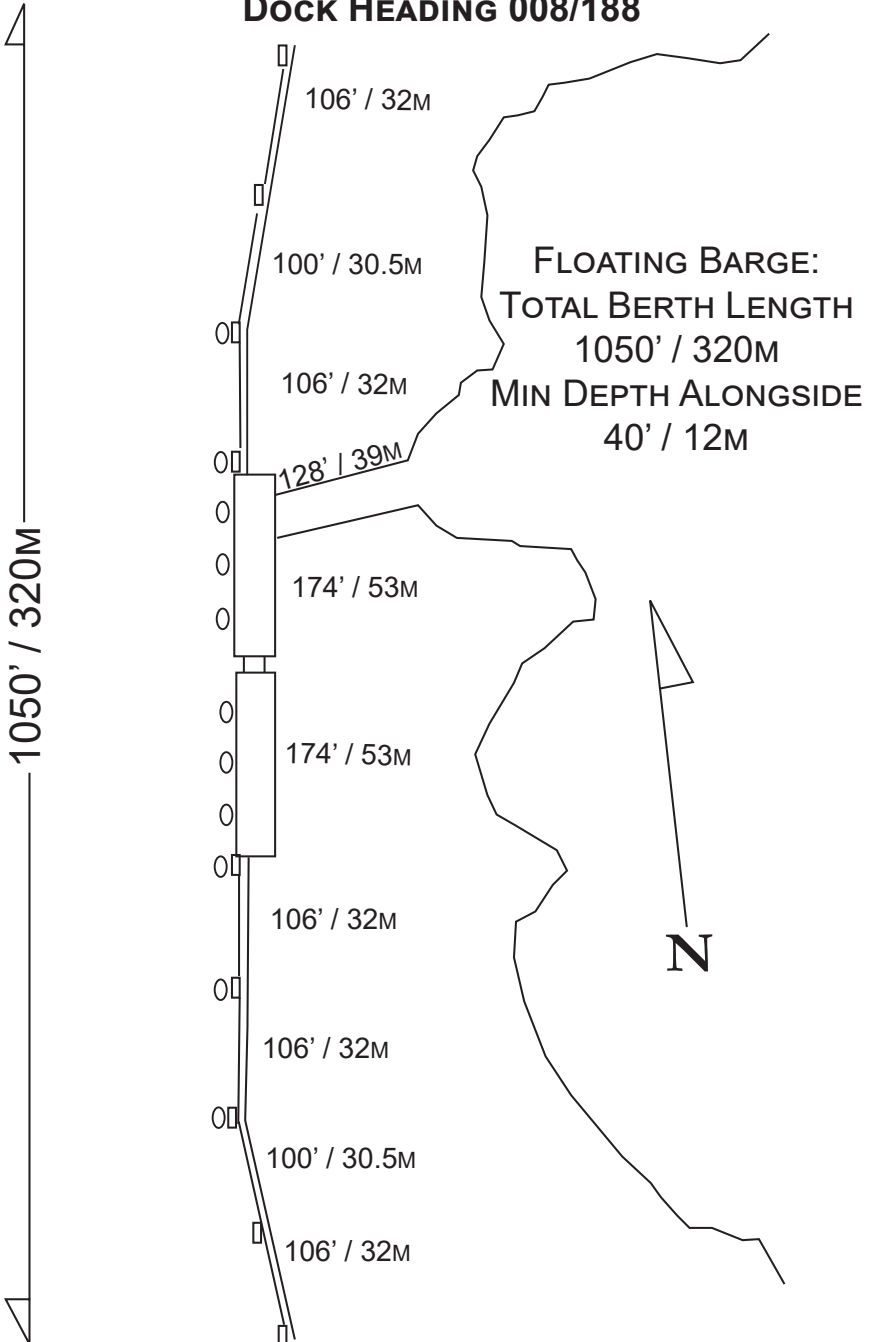 DOCK HEADING 008/188
106’ / 32M
100’ / 30.5M
FLOATING BARGE:
TOTAL BERTH LENGTH
1050’ / 320M
MIN DEPTH ALONGSIDE
40’ / 12M
106’ / 32M
128’ / 39M
174’ / 53M
1050’ / 320M
174’ / 53M
106’ / 32M
N
106’ / 32M
100’ / 30.5M
106’ / 32M